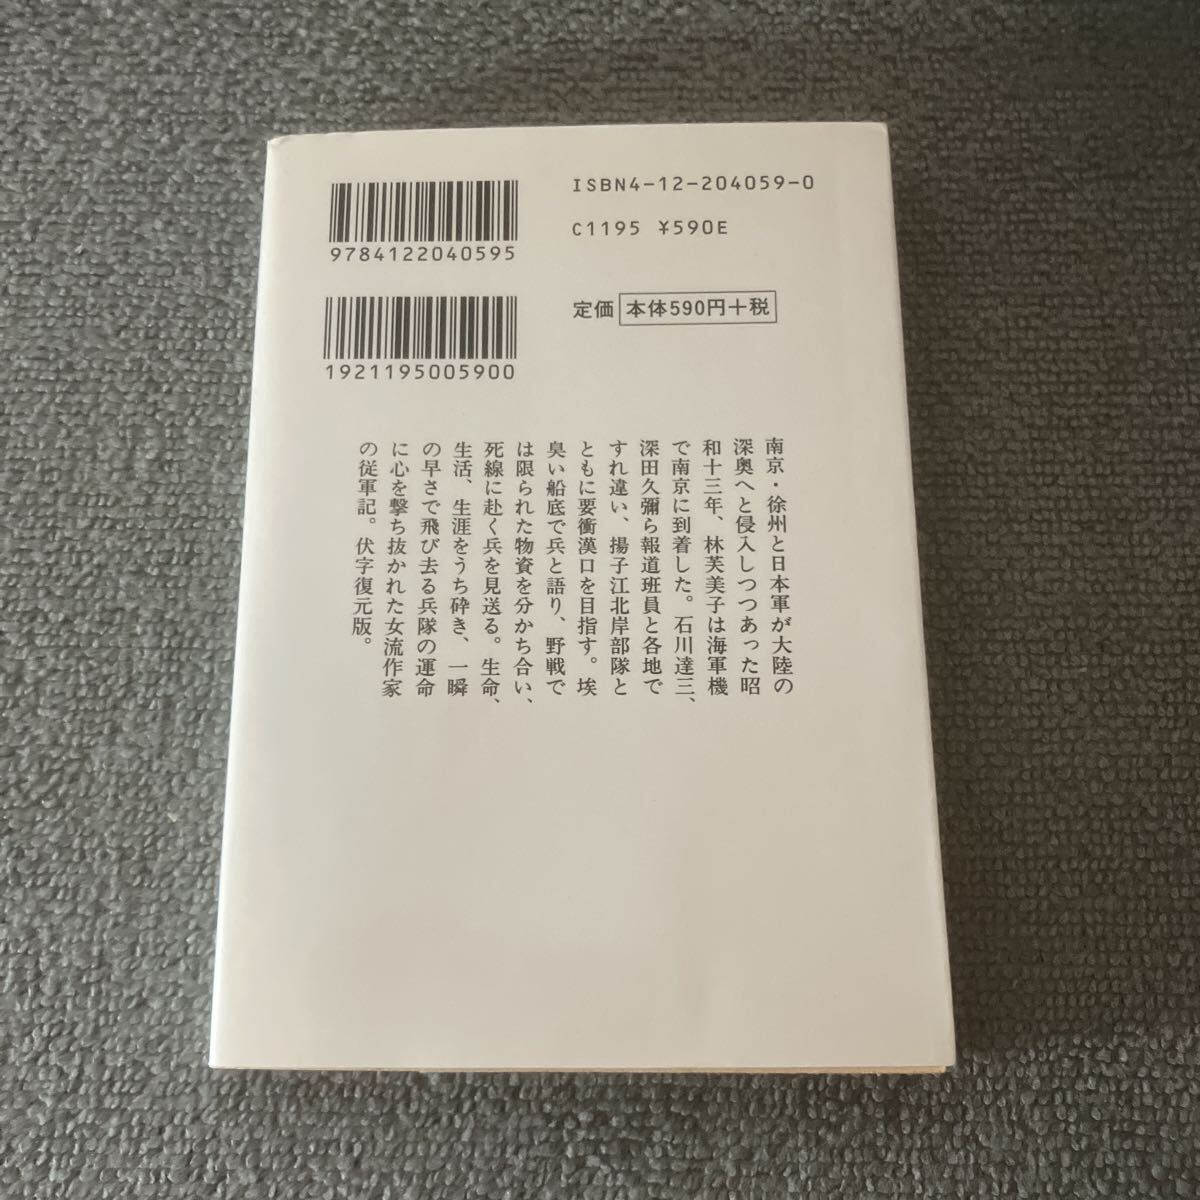 ISBN4-12-204059-0
C1195 ¥590E
9784122040595
定価 本体590円+税
1921195005900
南京・徐州と日本軍が大陸の
深奥へと侵入しつつあった昭
和十三年、林芙美子は海軍機
で南京に到着した。石川達三、
深田久彌ら報道班員と各地で
すれ違い、揚子江北岸部隊と
ともに要衝漢口を目指す。埃
臭い船底で兵と語り、野戦で
は限られた物資を分かち合い、
死線に赴く兵を見送る。生命、
生活、生涯をうち砕き、一瞬
の早さで飛び去る兵隊の運命
に心を撃ち抜かれた女流作家
の従軍記。伏字復元版。